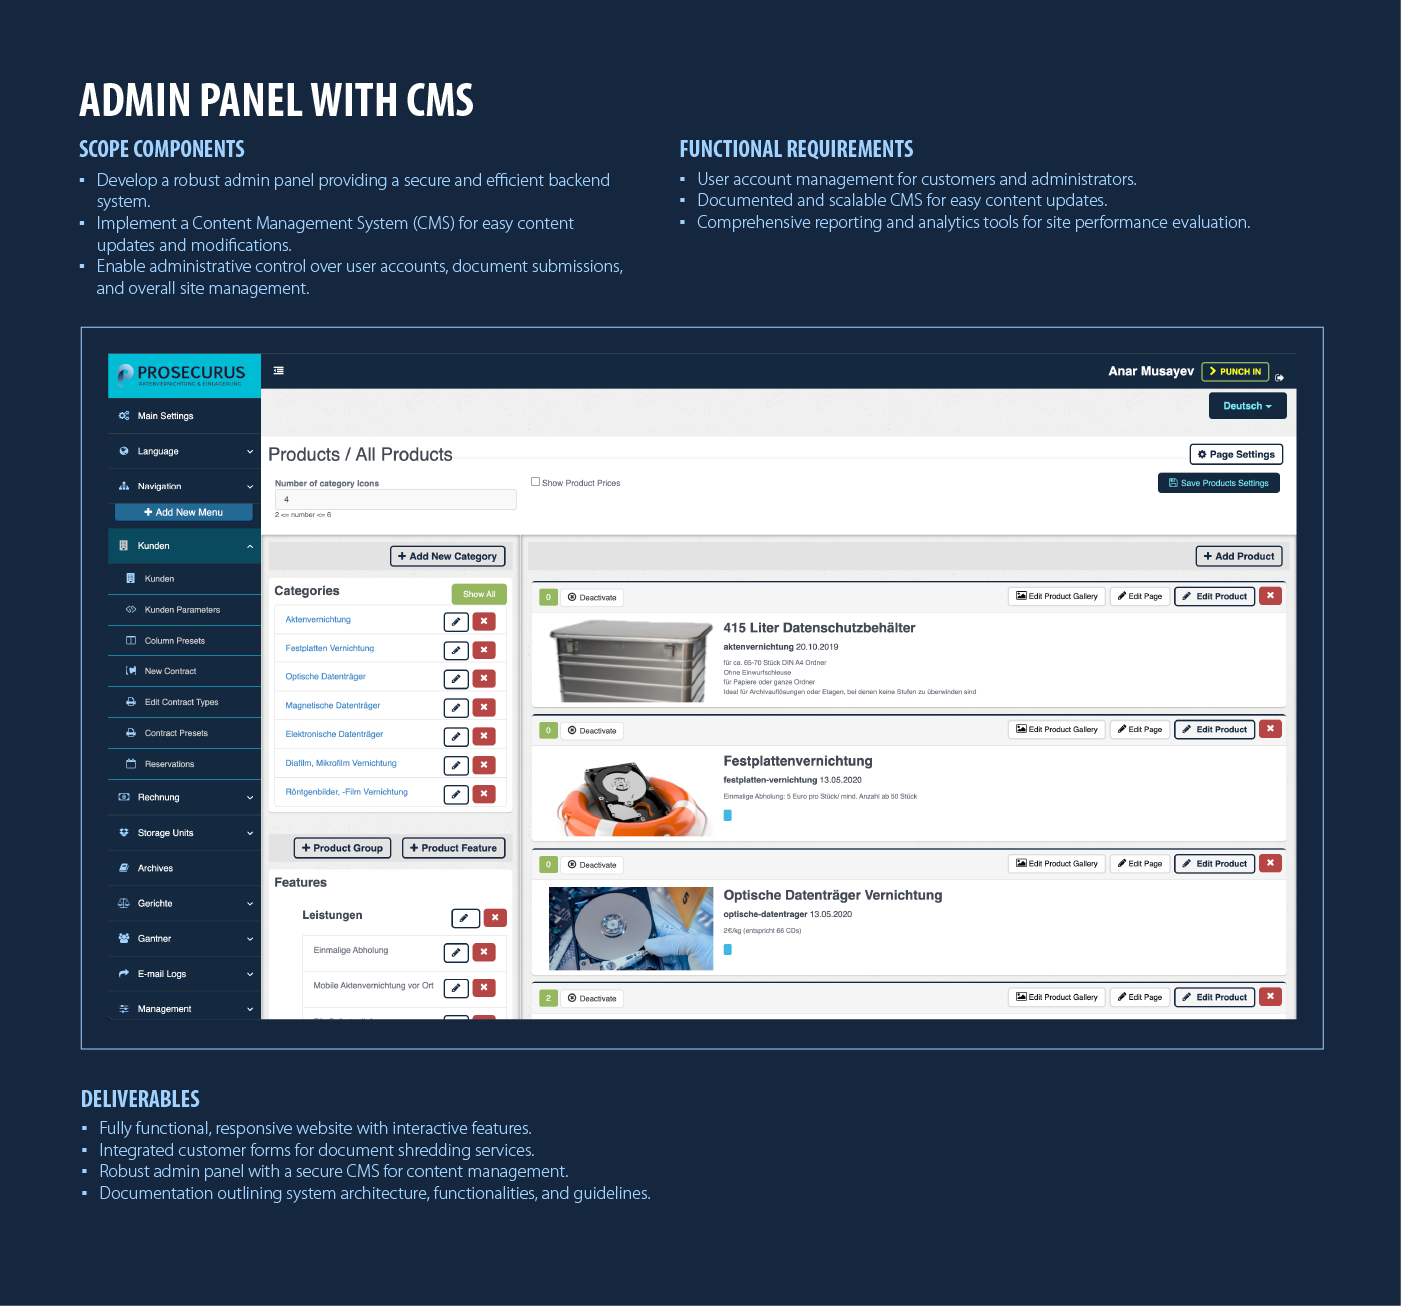 ADMIN PANEL WITH CMS
SCOPE COMPONENTS
▪ Develop a robust admin panel providing a secure and efficient backend
system.
▪ Implement a Content Management System (CMS) for easy content
updates and modifications.
▪ Enable administrative control over user accounts, document submissions,
and overall site management.
FUNCTIONAL REQUIREMENTS
▪ User account management for customers and administrators.
▪ Documented and scalable CMS for easy content updates.
▪ Comprehensive reporting and analytics tools for site performance evaluation.
PROSECURUS
AKTENVERNICHTUNG & EINLAGERUNG
Main Settings
Language
Navigation
+ Add New Menu
Kunden
Kunden
Kunden Parameters
Column Presets
New Contract
Edit Contract Types
Contract Presets
Reservations
Rechnung
Storage Units
Archives
Gerichte
Gantner
E-mail Logs
Management
Anar Musayev
PUNCH IN
Deutsch
Products / All Products
Page Settings
Number of category icons
4
2 <= number <= 6
Show Product Prices
Save Products Settings
+ Add New Category
Categories
Show All
Aktenvernichtung
Festplatten Vernichtung
Optische Datenträger
Magnetische Datenträger
Elektronische Datenträger
Diafilm, Mikrofilm Vernichtung
Röntgenbilder, -Film Vernichtung
+ Product Group
+ Product Feature
Features
Leistungen
Einmalige Abholung
Mobile Aktenvernichtung vor Ort
+ Add Product
0 Deactivate
Edit Product Gallery
Edit Page
Edit Product
415 Liter Datenschutzbehälter
aktenvernichtung 20.10.2019
für ca. 65-70 Stück DIN A4 Ordner
Ohne Einwurfschleuse
für Papiere oder ganze Ordner
Ideal für Archivauflösungen oder Etagen, bei denen keine Stufen zu überwinden sind
0 Deactivate
Edit Product Gallery
Edit Page
Edit Product
Festplattenvernichtung
festplatten-vernichtung 13.05.2020
Einmalige Abholung: 5 Euro pro Stück/ mind. Anzahl ab 50 Stück
0 Deactivate
Edit Product Gallery
Edit Page
Edit Product
Optische Datenträger Vernichtung
optische-datentrager 13.05.2020
2€/kg (entspricht 66 CDs)
2 Deactivate
Edit Product Gallery
Edit Page
Edit Product
DELIVERABLES
▪ Fully functional, responsive website with interactive features.
▪ Integrated customer forms for document shredding services.
▪ Robust admin panel with a secure CMS for content management.
▪ Documentation outlining system architecture, functionalities, and guidelines.